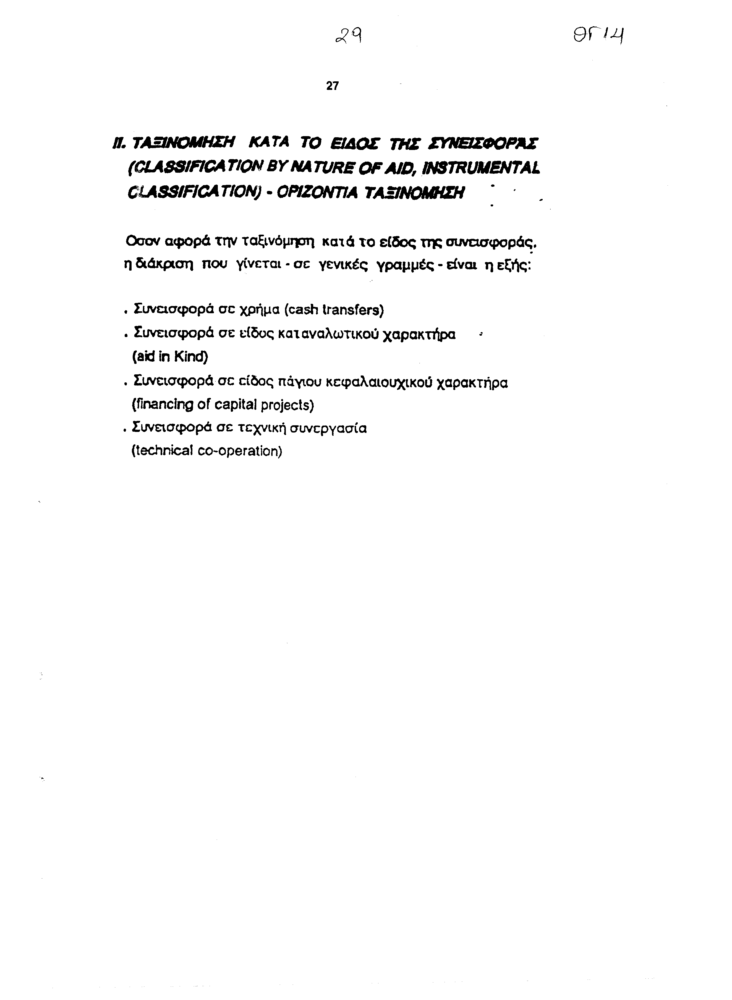 29 ΘΓ14
27
II. ΤΑΞΙΝΟΜΗΣΗ ΚΑΤΑ ΤΟ ΕΙΔΟΣ ΤΗΣ ΣΥΝΕΙΣΦΟΡΑΣ
(CLASSIFICATION BY NATURE OF AID, INSTRUMENTAL
CLASSIFICATION) - ΟΡΙΖΟΝΤΙΑ ΤΑΞΙΝΟΜΗΣΗ
Οσον αφορά την ταξινόμηση κατά το είδος της συνεισφοράς,
η διάκριση που γίνεται - σε γενικές γραμμές - είναι η εξής:
. Συνεισφορά σε χρήμα (cash transfers)
. Συνεισφορά σε είδος καταναλωτικού χαρακτήρα
(aid in Kind)
. Συνεισφορά σε είδος πάγιου κεφαλαιουχικού χαρακτήρα
(financing of capital projects)
. Συνεισφορά σε τεχνική συνεργασία
(technical co-operation)